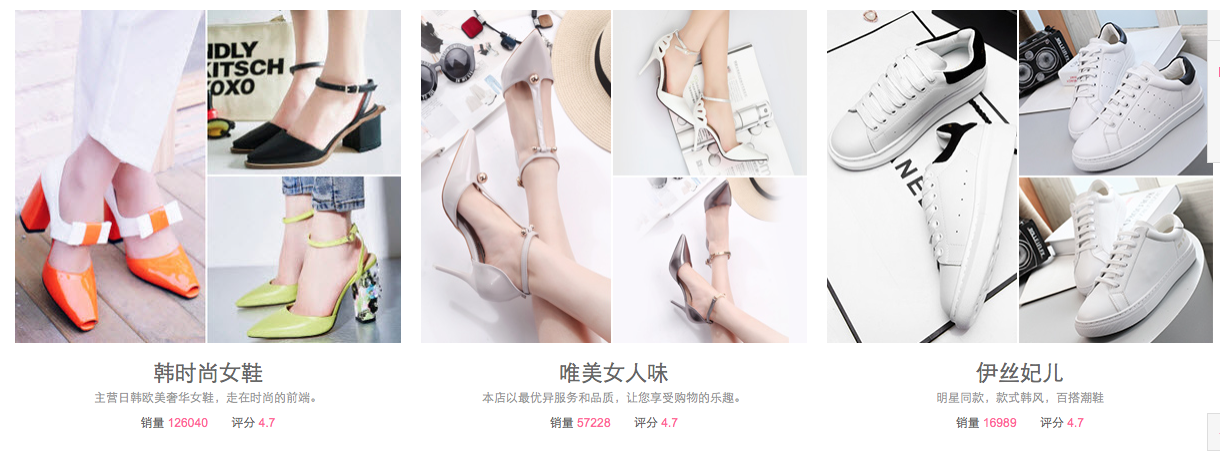 NDLY
KITSCH
XOXO
NE
韩时尚女鞋
主营日韩欧美奢华女鞋，走在时尚的前端。
销量 126040 评分 4.7
唯美女人味
本店以最优异服务和品质，让您享受购物的乐趣。
销量 57228 评分 4.7
伊丝妃儿
明星同款，款式韩风，百搭潮鞋
销量 16989 评分 4.7